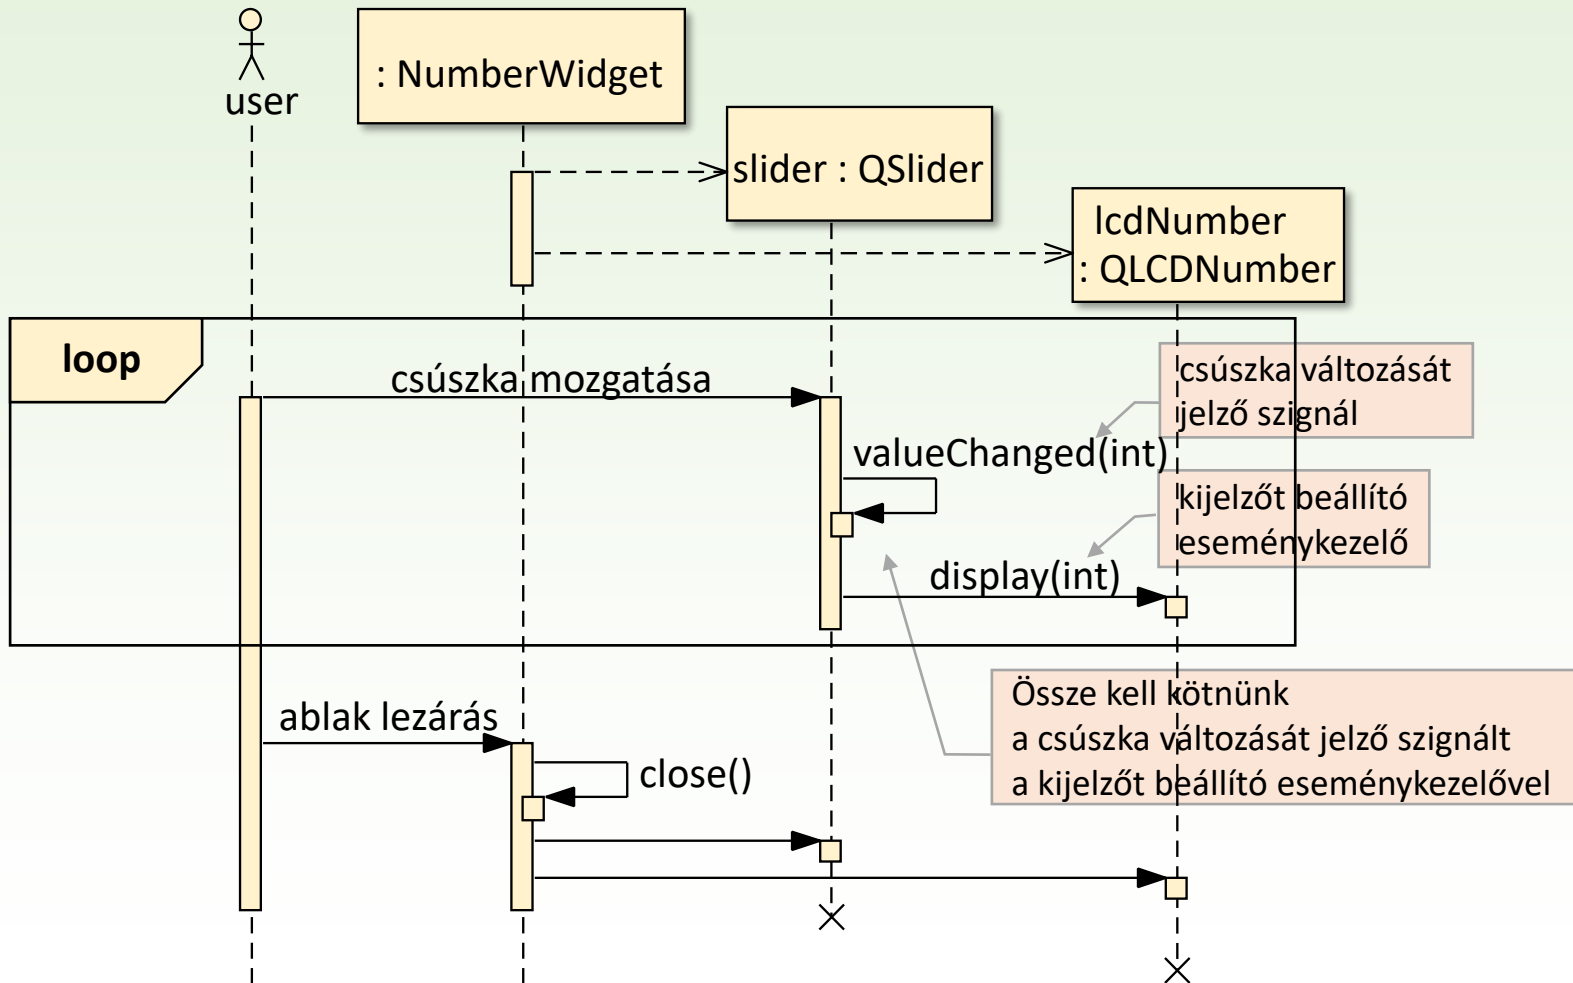 user
: NumberWidget
slider : QSlider
lcdNumber
: QLCDNumber
loop
csúszka mozgatása
csúszka változását
jelző szignál
valueChanged(int)
kijelzőt beállító
eseménykezelő
display(int)
Össze kell kötnünk
a csúszka változását jelző szignált
a kijelzőt beállító eseménykezelővel
ablak lezárás
close()